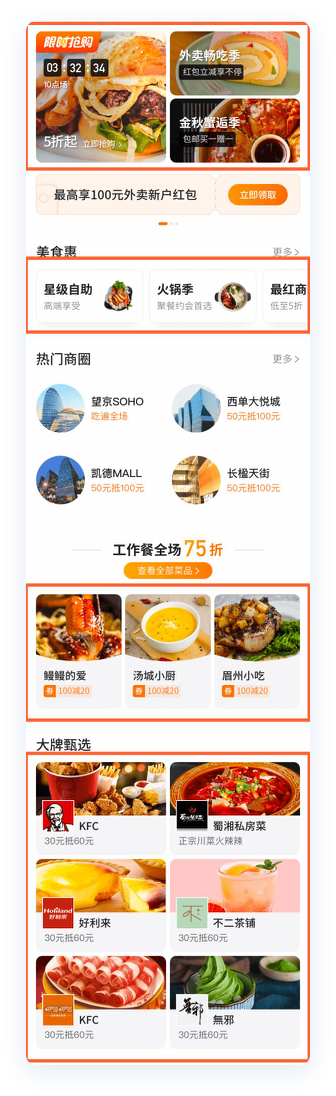 限时抢购
03 : 32 : 34
10点场
5折起 立即抢购 >
外卖畅吃季
红包立减享不停
金秋蟹逅季
包邮买一赠一
最高享100元外卖新户红包 立即领取
美食惠 更多 >
星级自助
高端享受
火锅季
聚餐约会首选
最红商
低至5折
热门商圈 更多 >
望京SOHO
吃遍全场
西单大悦城
50元抵100元
凯德MALL
50元抵100元
长楹天街
50元抵100元
工作餐全场75折
查看全部菜品 >
鳗鳗的爱
券 100减20
汤城小厨
券 100减20
眉州小吃
券 100减20
大牌甄选
KFC
30元抵60元
蜀湘私房菜
正宗川菜火辣辣
Holiland
好利来
好利来
30元抵60元
不二茶铺
30元抵60元
KFC
30元抵60元
無邪
無邪
30元抵60元